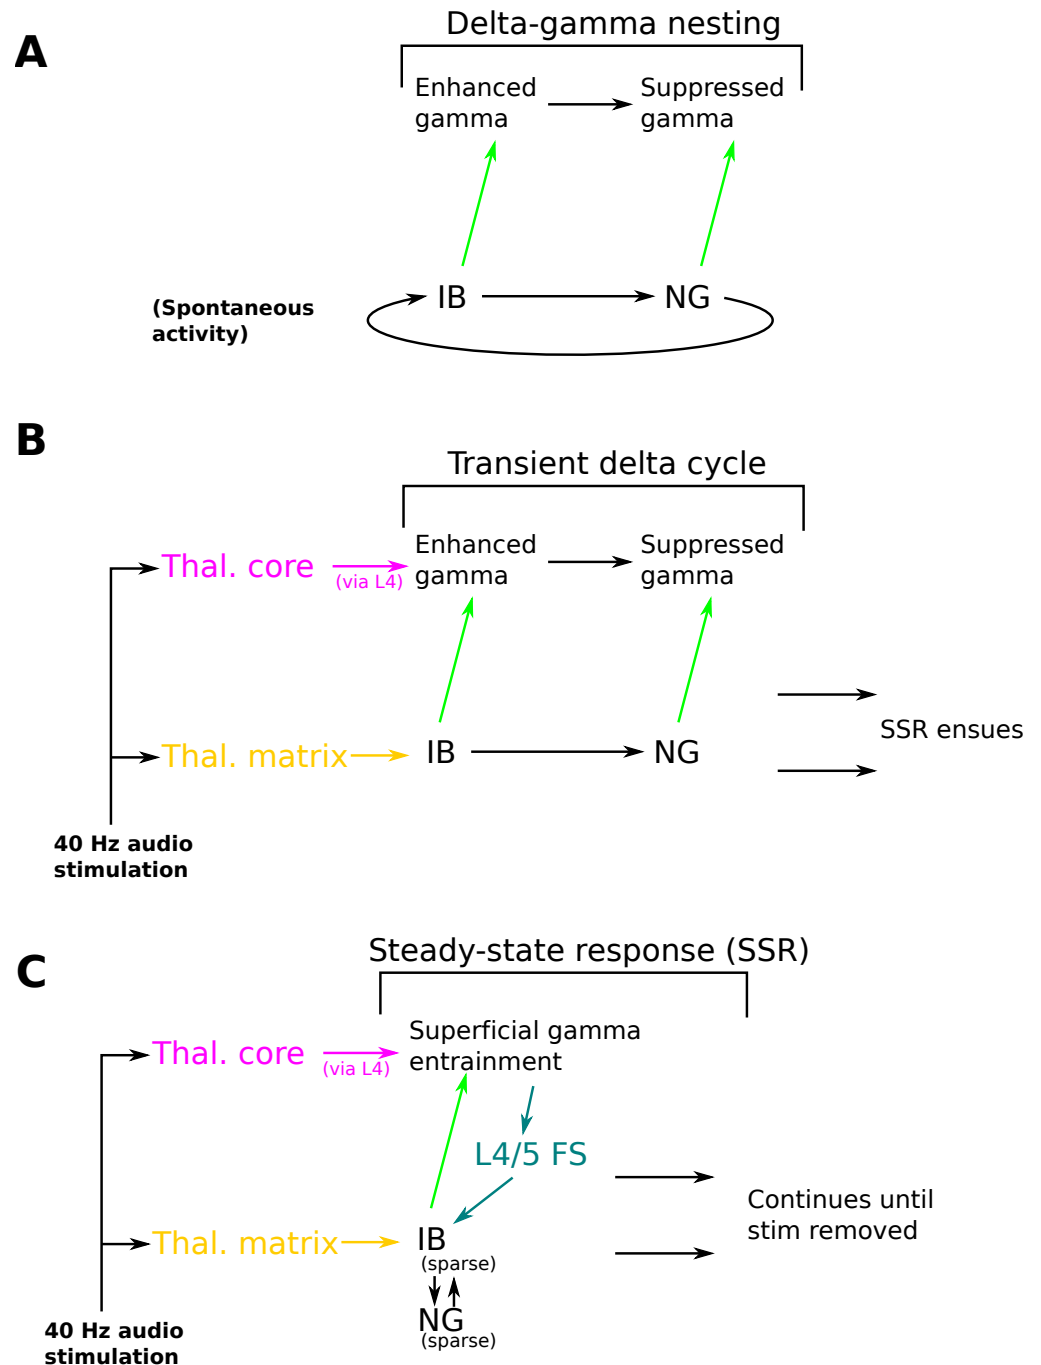 A
Delta-gamma nesting
Enhanced
gamma
Suppressed
gamma
(Spontaneous
activity)
IB
NG
B
Transient delta cycle
Thal. core
(via L4)
Enhanced
gamma
Suppressed
gamma
Thal. matrix
IB
NG
SSR ensues
40 Hz audio
stimulation
C
Steady-state response (SSR)
Thal. core
(via L4)
Superficial gamma
entrainment
L4/5 FS
Thal. matrix
IB
(sparse)
NG
(sparse)
Continues until
stim removed
40 Hz audio
stimulation